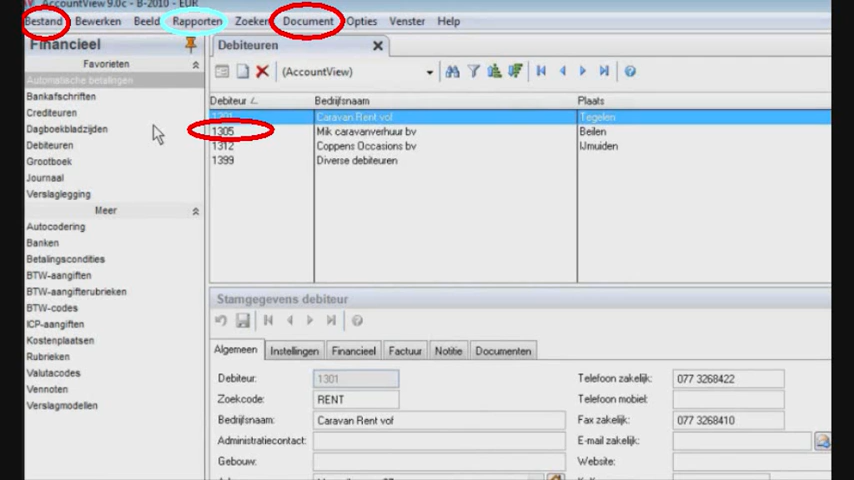 AccountView 9.0c - B-2010 - EUR
Bestand Bewerken Beeld Rapporten Zoeken Document Opties Venster Help
Financieel
Favorieten
Automatische betalingen
Bankafschriften
Crediteuren
Dagboekbladzijden
Debiteuren
Grootboek
Journaal
Verslaglegging
Meer
Autocodering
Banken
Betalingscondities
BTW-aangiften
BTW-aangifterubrieken
BTW-codes
ICP-aangiften
Kostenplaatsen
Rubrieken
Valutacodes
Vennoten
Verslagmodellen
Debiteuren
(AccountView)
Debiteur Bedrijfsnaam Plaats
1301 Caravan Rent vof Tegelen
1305 Mik caravanverhuur bv Beilen
1312 Coppens Occasions bv IJmuiden
1399 Diverse debiteuren
Stamgegevens debiteur
Algemeen Instellingen Financieel Factuur Notitie Documenten
Debiteur: 1301 Telefoon zakelijk: 077 3268422
Zoekcode: RENT Telefoon mobiel:
Bedrijfsnaam: Caravan Rent vof Fax zakelijk: 077 3268410
Administratiecontact: E-mail zakelijk:
Gebouw: Website: